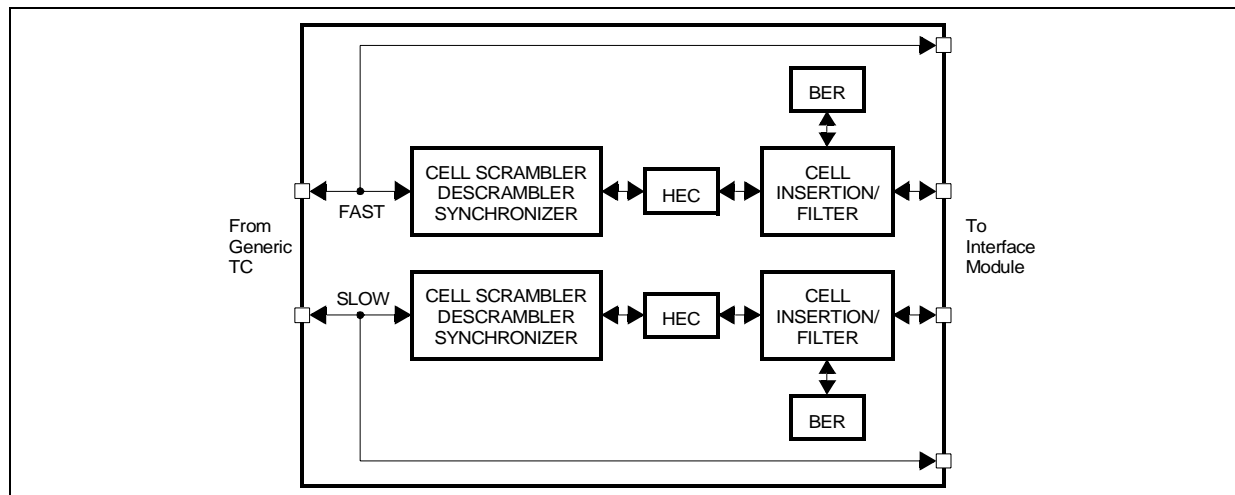 BER
CELL SCRAMBLER
DESCRAMBLER
SYNCHRONIZER
HEC
CELL
INSERTION/
FILTER
FAST
From
Generic
TC
To
Interface
Module
SLOW
CELL SCRAMBLER
DESCRAMBLER
SYNCHRONIZER
HEC
CELL
INSERTION/
FILTER
BER